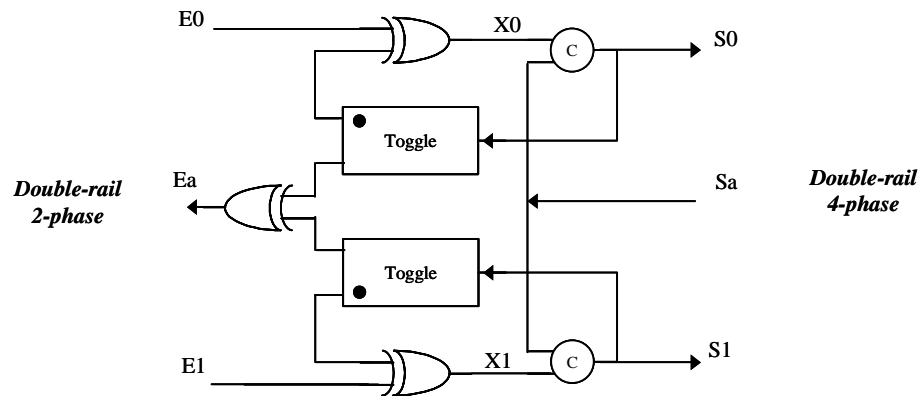 E0
X0
C
S0
Toggle
Double-rail
2-phase
Ea
Sa
Double-rail
4-phase
Toggle
E1
X1
C
S1